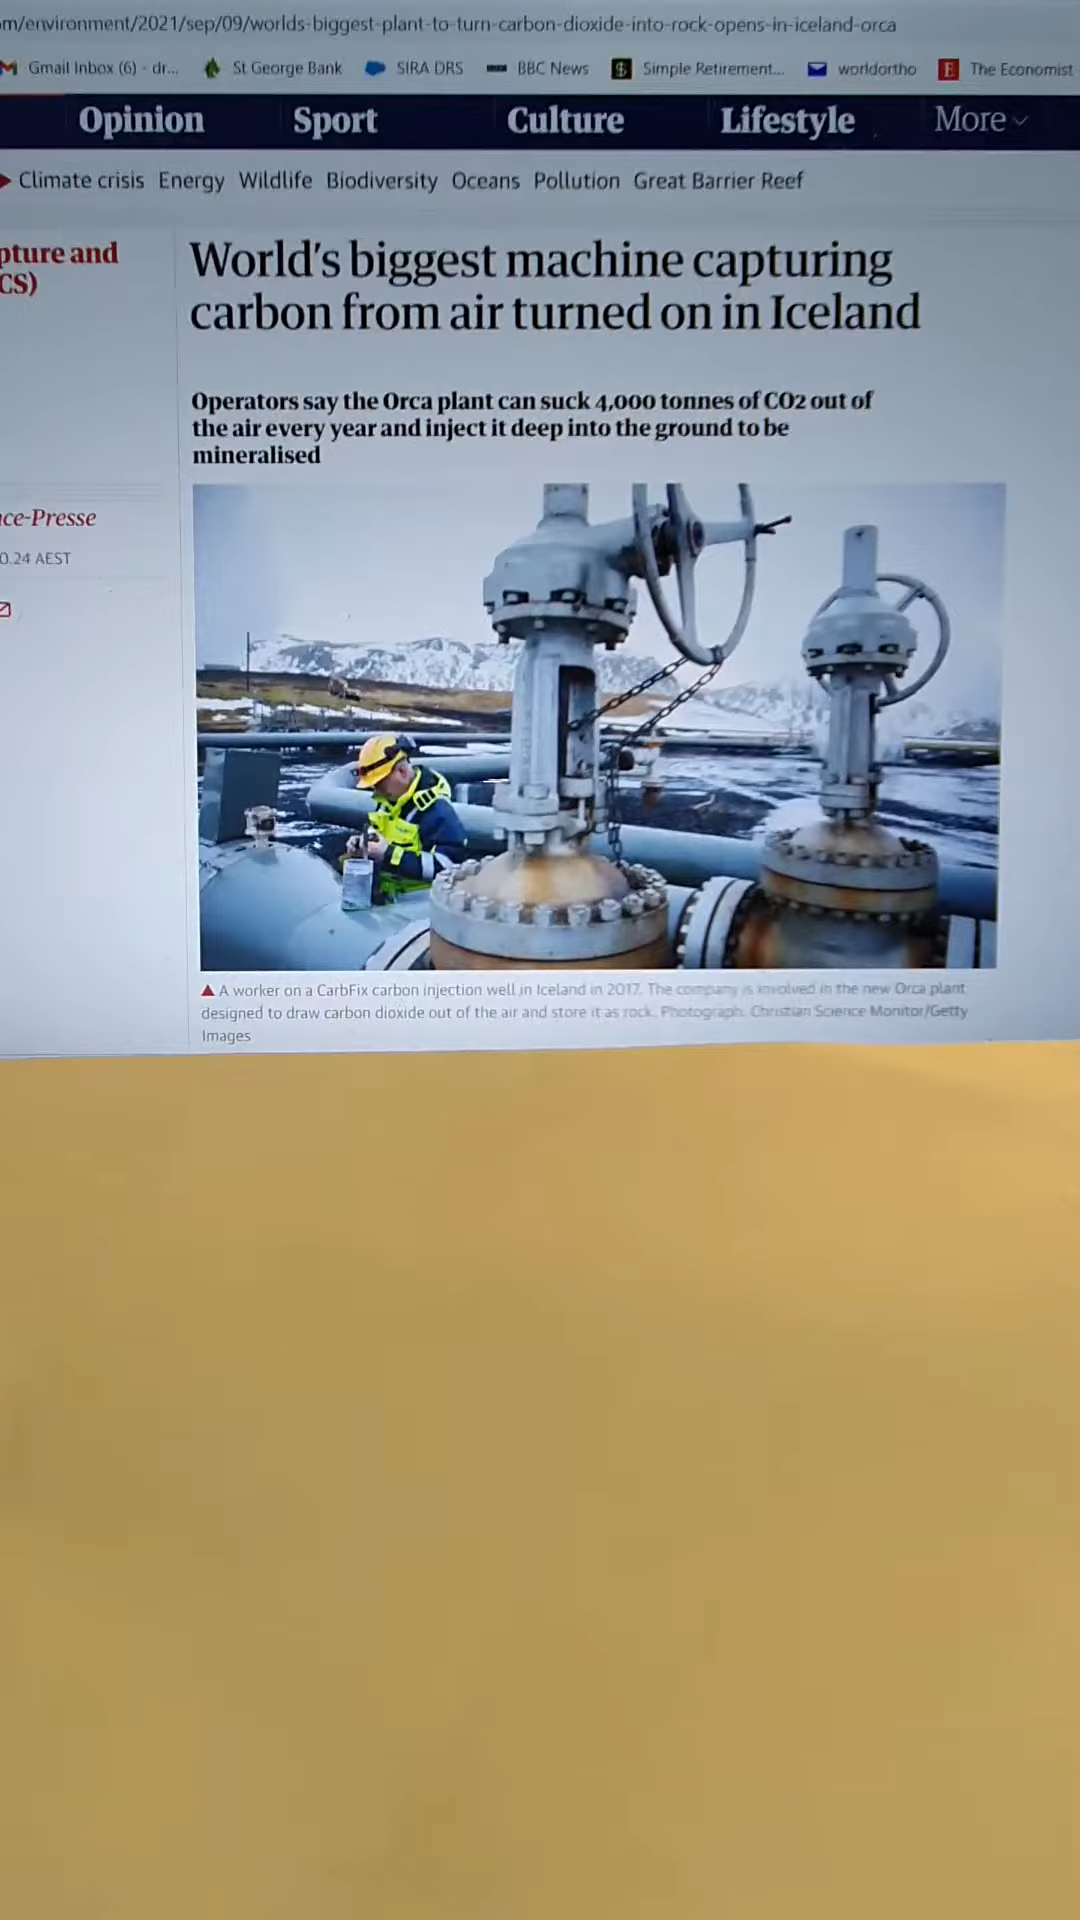 m/environment/2021/sep/09/worlds-biggest-plant-to-turn-carbon-dioxide-into-rock-opens-in-iceland-orca
Gmail Inbox (6) - dr... St George Bank SIRA DRS BBC News Simple Retirement... worldortho The Economist
Opinion Sport Culture Lifestyle More
Climate crisis Energy Wildlife Biodiversity Oceans Pollution Great Barrier Reef
pture and
CS)
World's biggest machine capturing
carbon from air turned on in Iceland
Operators say the Orca plant can suck 4,000 tonnes of CO2 out of
the air every year and inject it deep into the ground to be
mineralised
ce-Presse
0.24 AEST
A worker on a CarbFix carbon injection well in Iceland in 2017. The company is involved in the new Orca plant
designed to draw carbon dioxide out of the air and store it as rock. Photograph: Christian Science Monitor/Getty
Images